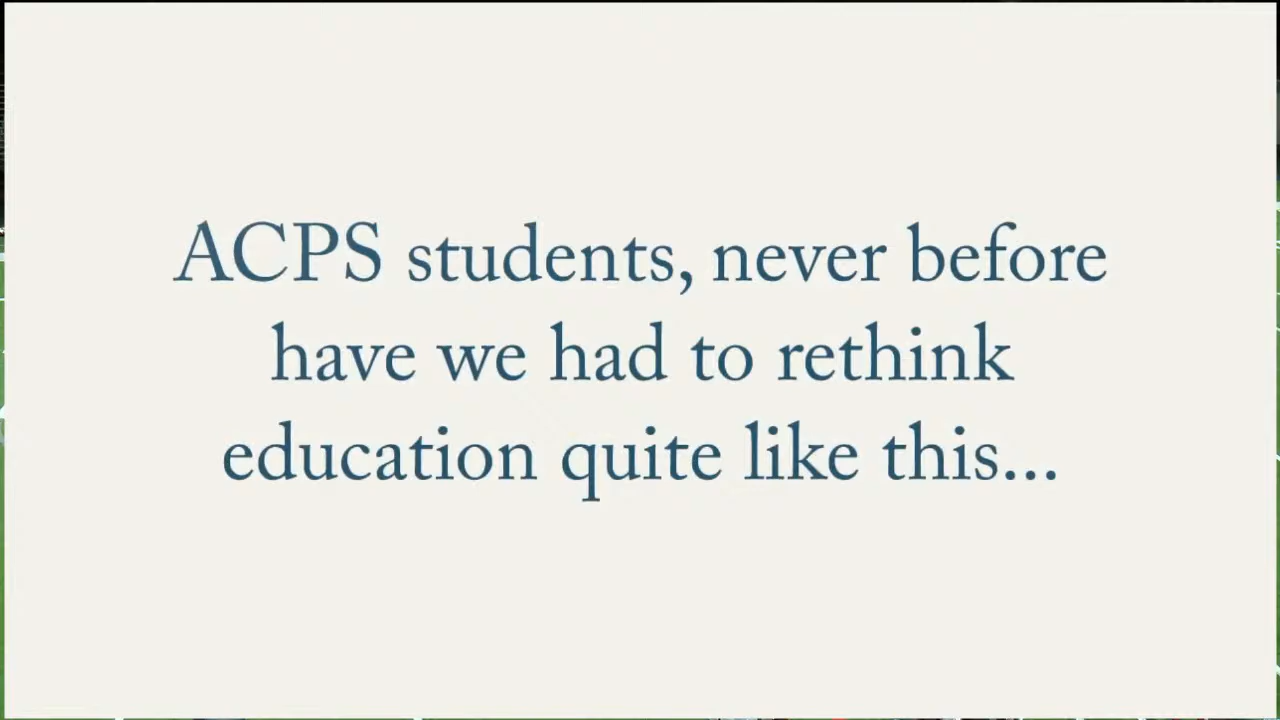 ACPS students, never before
have we had to rethink
education quite like this...